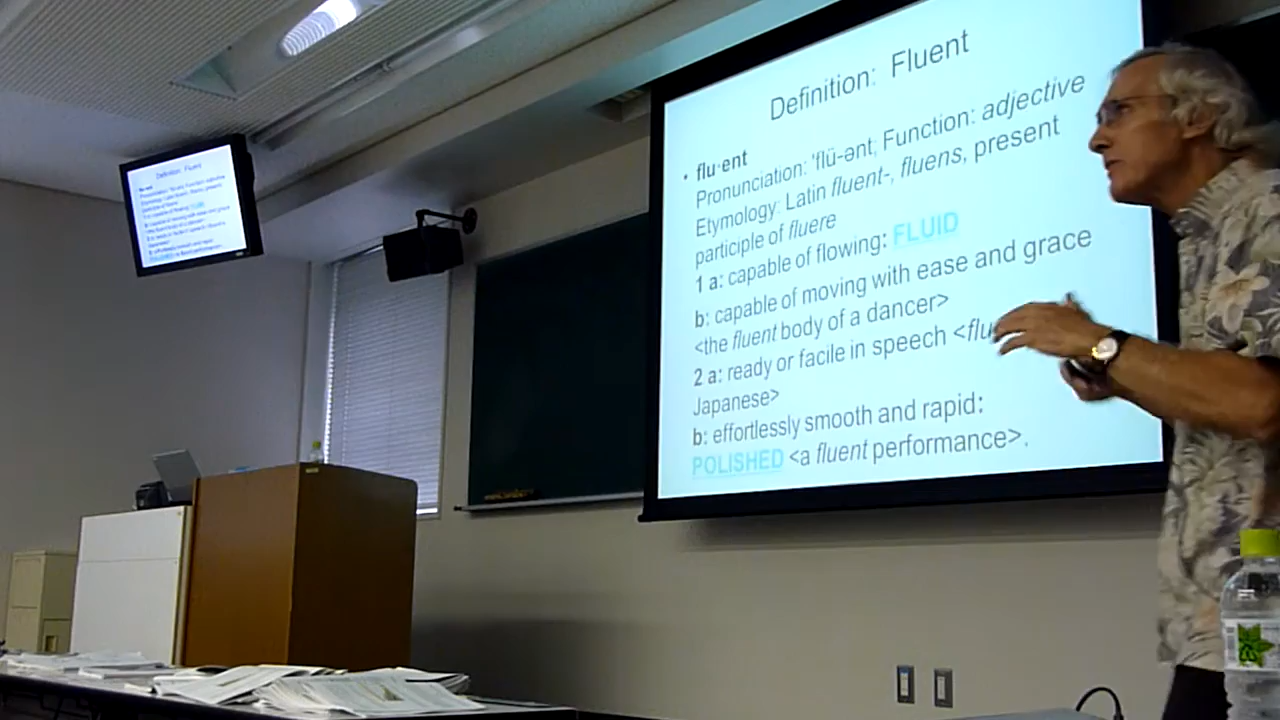 Definition: Fluent
• flu·ent
Pronunciation: 'flü-ənt; Function: adjective
Etymology: Latin fluent-, fluens, present
participle of fluere
1 a: capable of flowing: FLUID
b: capable of moving with ease and grace
<the fluent body of a dancer>
2 a: ready or facile in speech <flu
Japanese>
b: effortlessly smooth and rapid:
POLISHED <a fluent performance>.
Definition: Fluent